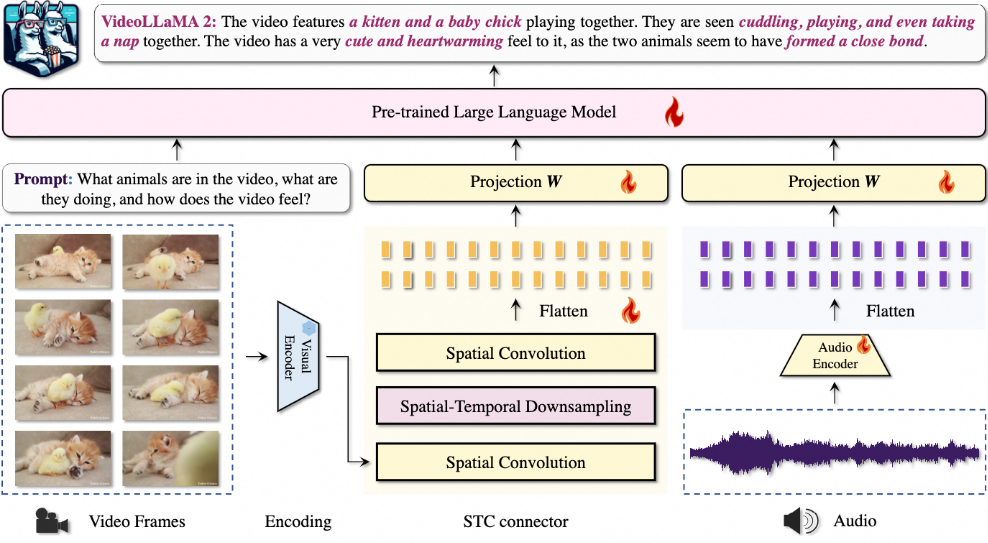 VideoLLaMA 2: The video features a kitten and a baby chick playing together. They are seen cuddling, playing, and even taking
a nap together. The video has a very cute and heartwarming feel to it, as the two animals seem to have formed a close bond.
Pre-trained Large Language Model
Prompt: What animals are in the video, what are
they doing, and how does the video feel?
Projection W
Projection W
Flatten
Flatten
Visual
Encoder
Spatial Convolution
Spatial-Temporal Downsampling
Spatial Convolution
Audio
Encoder
Video Frames
Encoding
STC connector
Audio